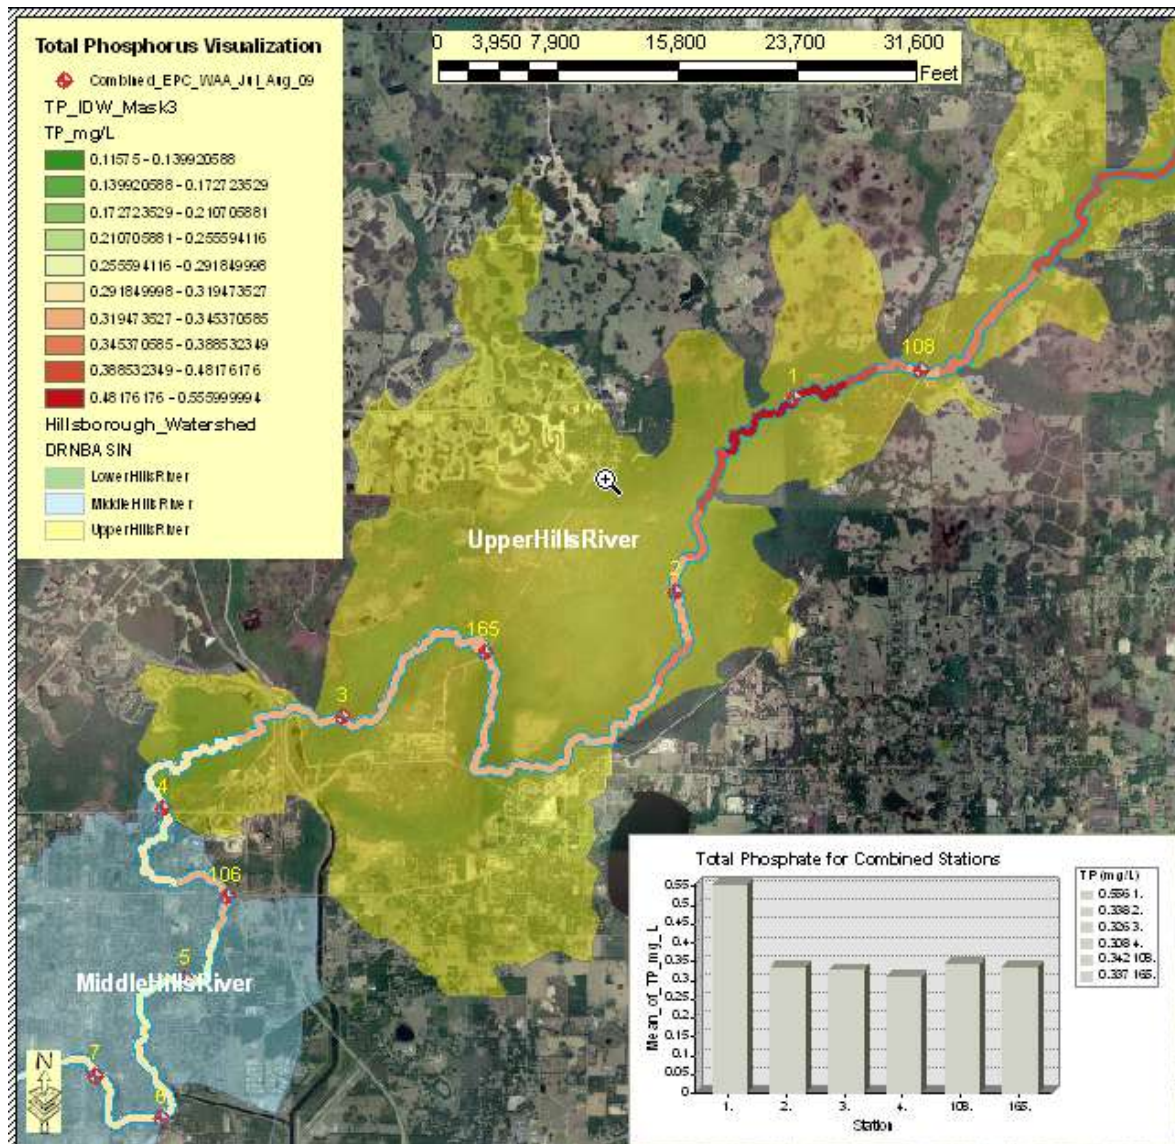 Total Phosphorus Visualization
Combined_EPC_WAA_Jul_Aug_09
TP_IDW_Mask3
TP_mg/L
0.11575 - 0.139920588
0.139920588 - 0.172723529
0.172723529 - 0.210705881
0.210705881 - 0.255594116
0.255594116 - 0.291849998
0.291849998 - 0.319473527
0.319473527 - 0.345370585
0.345370585 - 0.388532349
0.388532349 - 0.48176176
0.48176176 - 0.555999994
Hillsborough_Watershed
DRNBASIN
LowerHillsRiver
MiddleHillsRiver
UpperHillsRiver
0 3,950 7,900 15,800 23,700 31,600
Feet
108
1
UpperHillsRiver
2
165
3
4
106
5
MiddleHillsRiver
7
6
N
Total Phosphate for Combined Stations
Mean_of_TP_mg_L
0.55
0.5
0.45
0.4
0.35
0.3
0.25
0.2
0.15
0.1
0.05
0
1. 2. 3. 4. 108. 165.
Station
TP (mg/L)
0.556 1.
0.338 2.
0.326 3.
0.308 4.
0.342 108.
0.337 165.